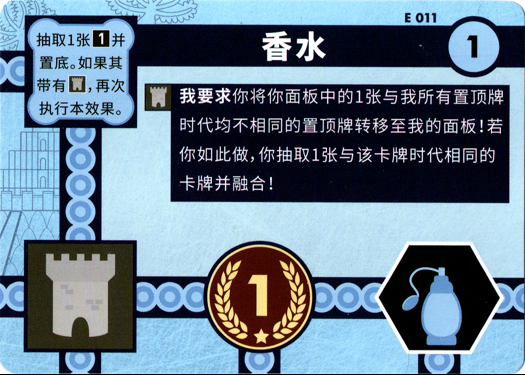 E 011
抽取1张1并
置底。如果其
带有，再次
执行本效果。
香水
1
我要求你将你面板中的1张与我所有置顶牌
时代均不相同的置顶牌转移至我的面板！若
你如此做，你抽取1张与该卡牌时代相同的
卡牌并融合！
1